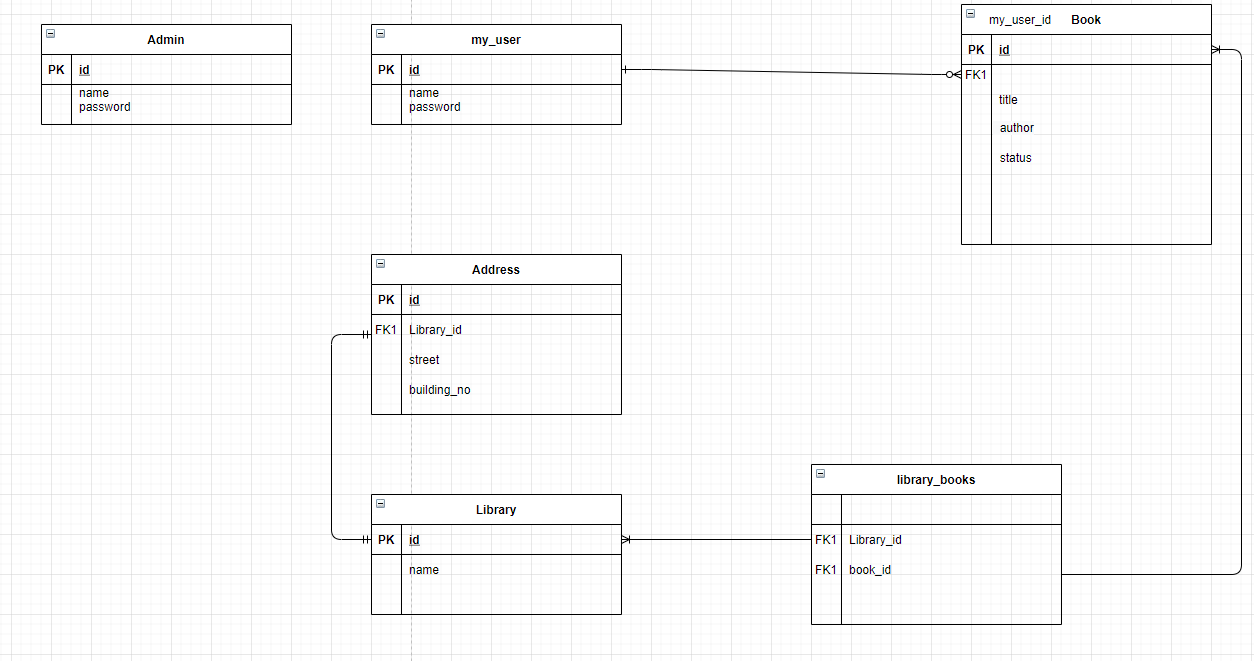 Admin
PK id
name
password
my_user
PK id
name
password
my_user_id Book
PK id
FK1
title
author
status
Address
PK id
FK1 Library_id
street
building_no
Library
PK id
name
library_books
FK1 Library_id
FK1 book_id